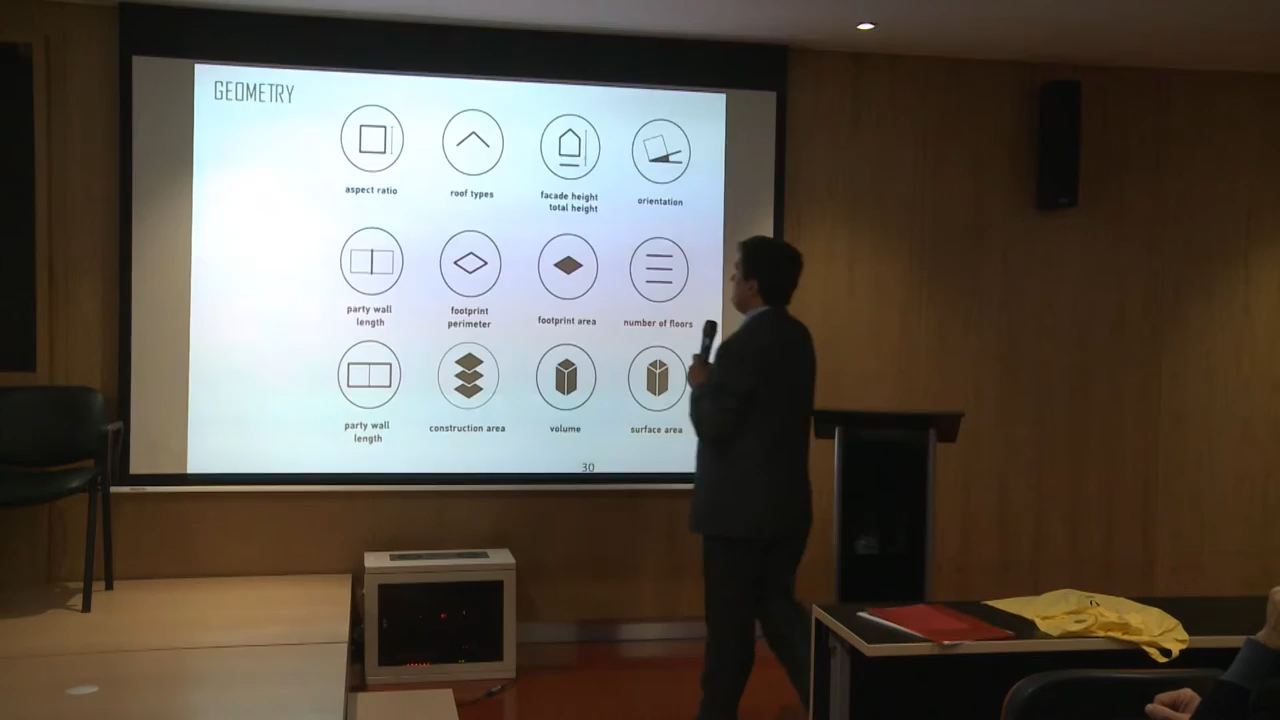 GEOMETRY
aspect ratio
roof types
facade height
total height
orientation
party wall
length
footprint
perimeter
footprint area
number of floors
party wall
length
construction area
volume
surface area
30